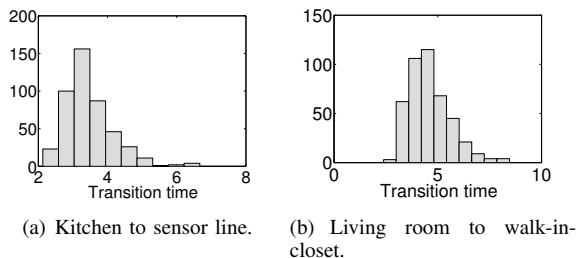 200
150
100
50
0
2 4 6 8
Transition time
(a) Kitchen to sensor line.
150
100
50
0
0 5 10
Transition time
(b) Living room to walk-in-
closet.